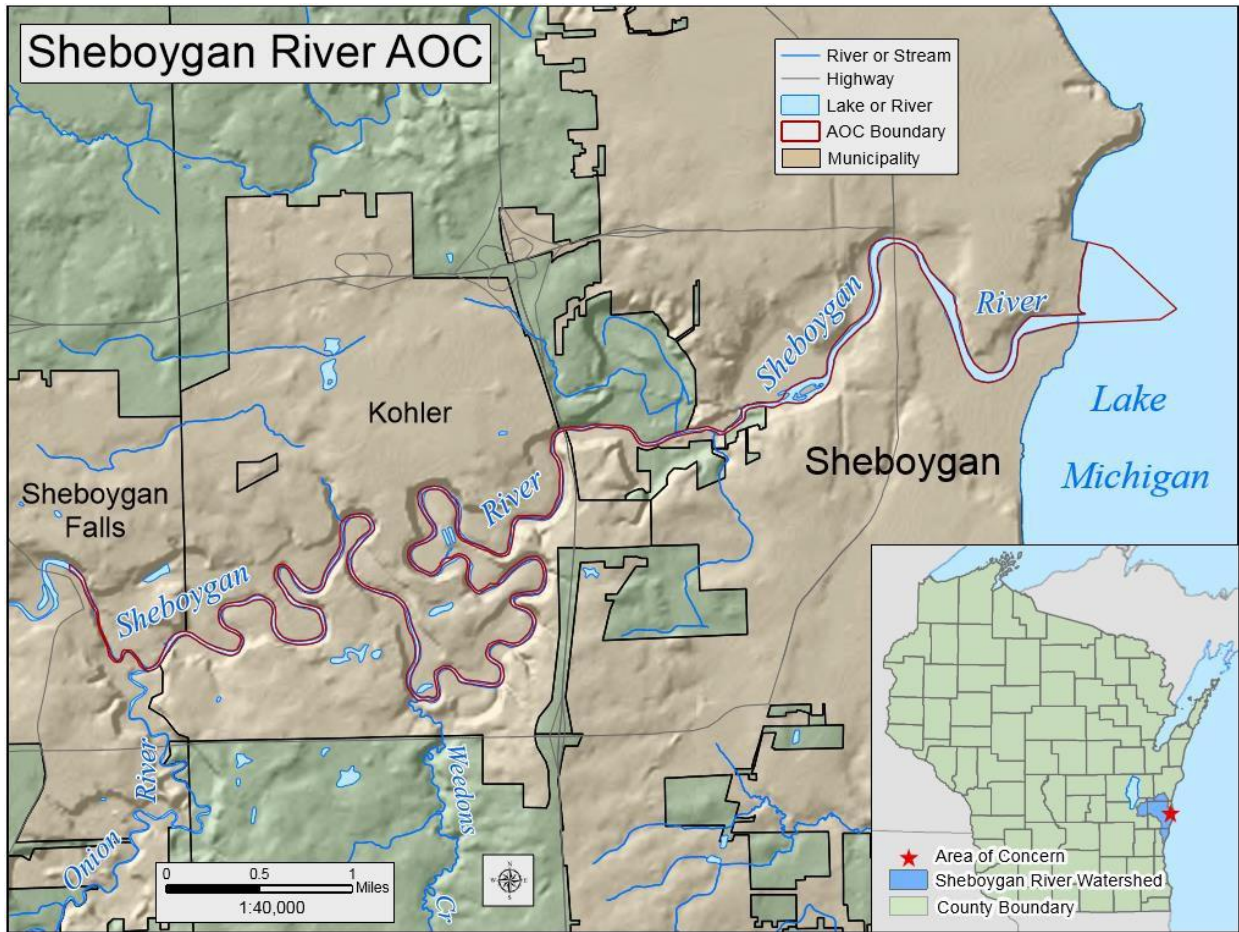 Sheboygan River AOC
River or Stream
Highway
Lake or River
AOC Boundary
Municipality
Sheboygan
River
Kohler
Lake
Michigan
Sheboygan
Sheboygan
Falls
River
Sheboygan
River
Onion
Weedons
Cr.
0 0.5 1
Miles
1:40,000
N
W
E
S
Area of Concern
Sheboygan River Watershed
County Boundary